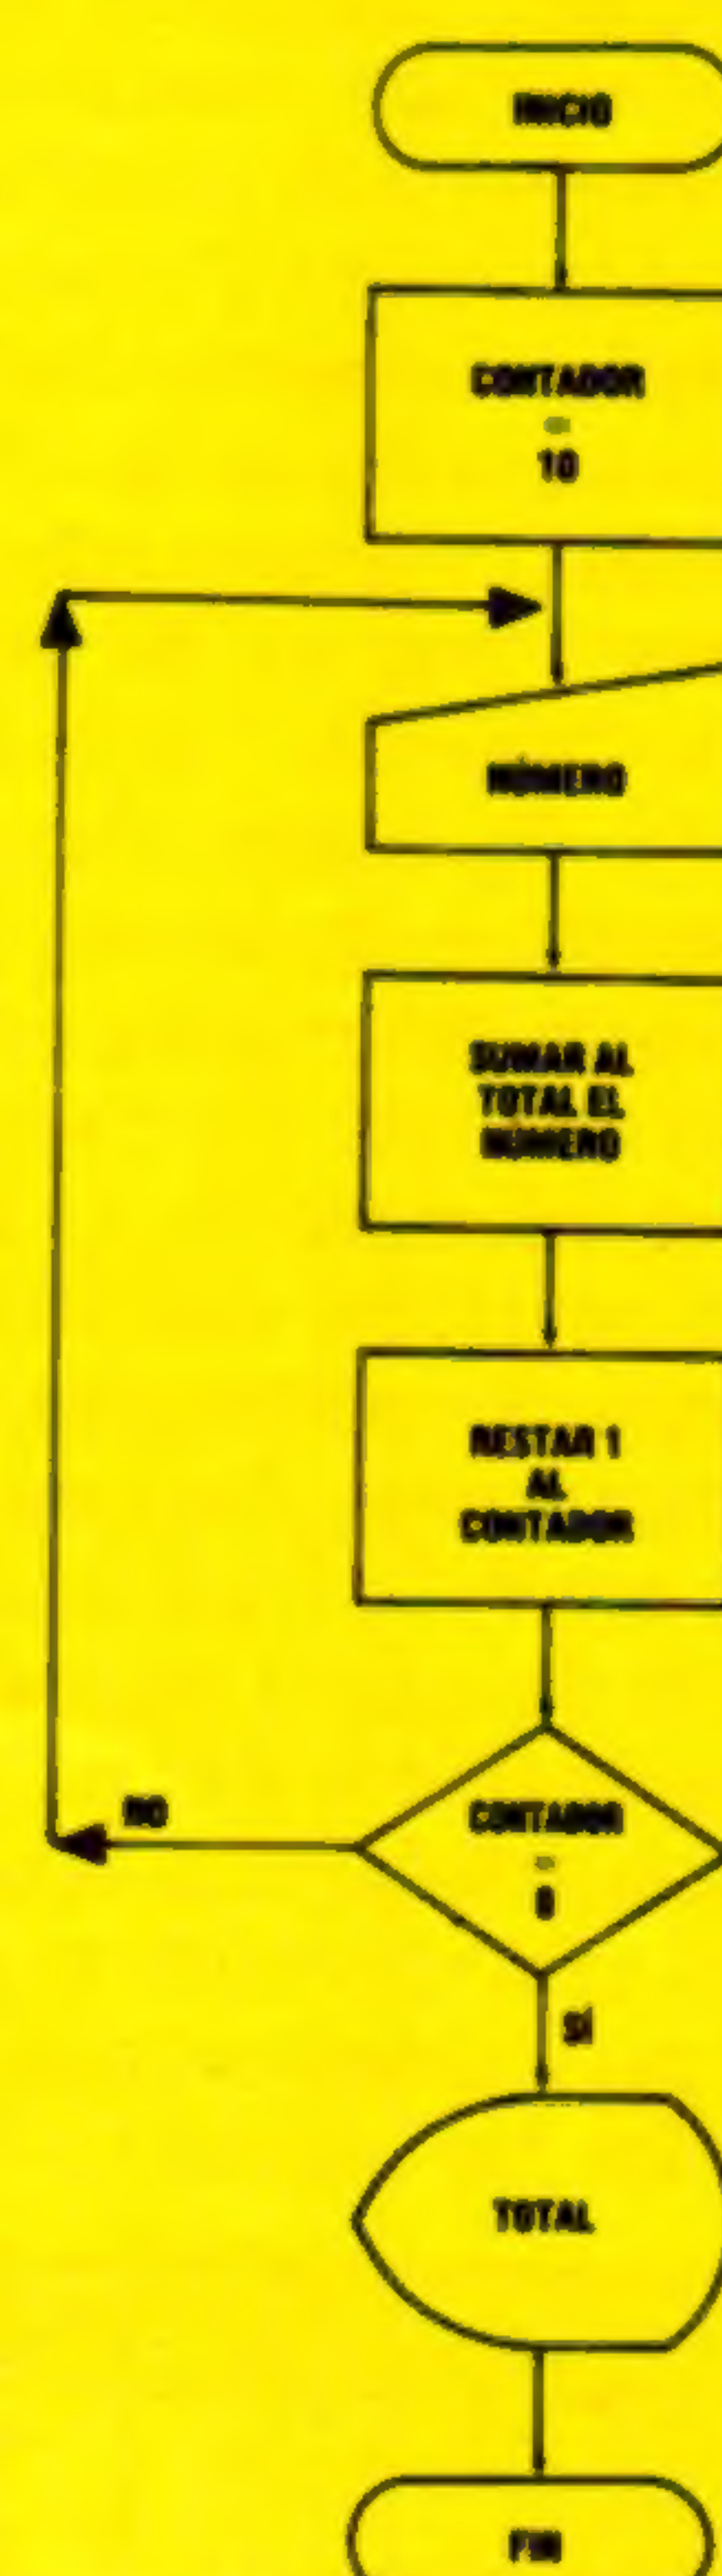 INICIO
CONTADOR
=
10
NÚMERO
SUMAR AL
TOTAL EL
NÚMERO
RESTAR 1
AL
CONTADOR
NO
CONTADOR
=
0
SÍ
TOTAL
FIN